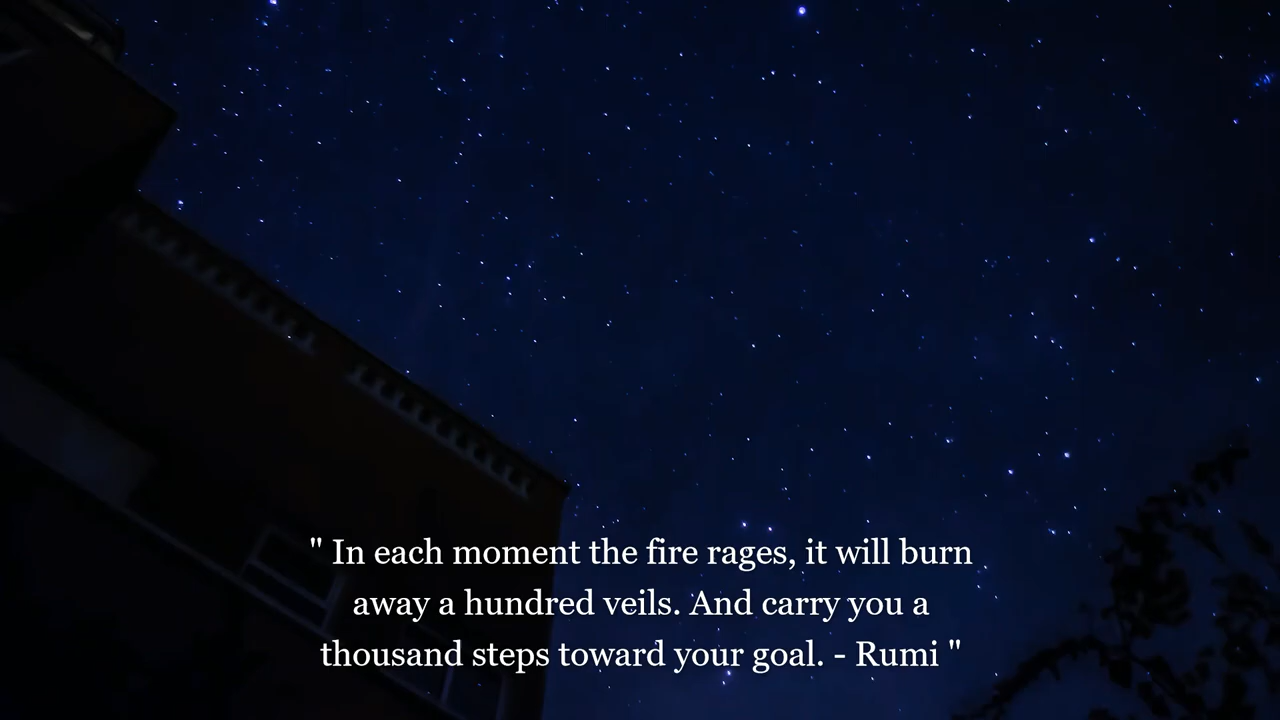 " In each moment the fire rages, it will burn
away a hundred veils. And carry you a
thousand steps toward your goal. - Rumi "